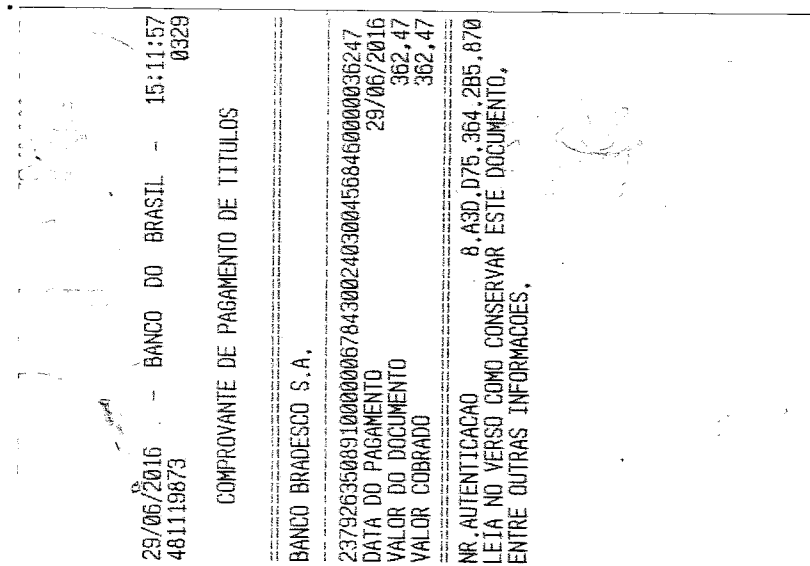 29/06/2016 - BANCO DO BRASIL - 15:11:57
481119873 0329
COMPROVANTE DE PAGAMENTO DE TITULOS
BANCO BRADESCO S.A.
23792635089100000006784300240300456846000036247
DATA DO PAGAMENTO 29/06/2016
VALOR DO DOCUMENTO 362,47
VALOR COBRADO 362,47
NR.AUTENTICACAO 8.A3D.D75.364.2B5.870
LEIA NO VERSO COMO CONSERVAR ESTE DOCUMENTO,
ENTRE OUTRAS INFORMACOES.